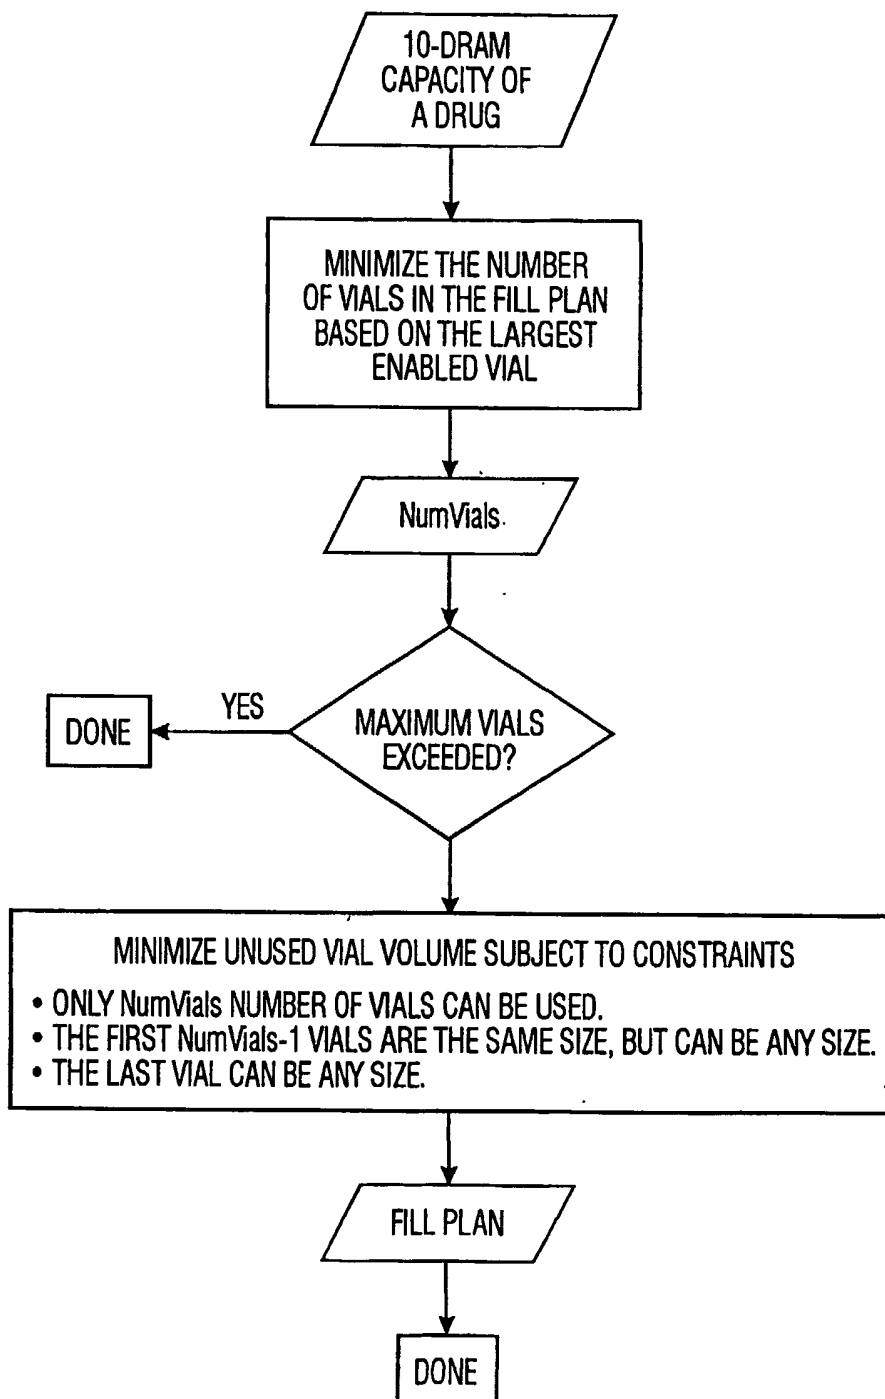 10-DRAM
CAPACITY OF
A DRUG
MINIMIZE THE NUMBER
OF VIALS IN THE FILL PLAN
BASED ON THE LARGEST
ENABLED VIAL
NumVials
MAXIMUM VIALS
EXCEEDED?
YES
DONE
MINIMIZE UNUSED VIAL VOLUME SUBJECT TO CONSTRAINTS
• ONLY NumVials NUMBER OF VIALS CAN BE USED.
• THE FIRST NumVials-1 VIALS ARE THE SAME SIZE, BUT CAN BE ANY SIZE.
• THE LAST VIAL CAN BE ANY SIZE.
FILL PLAN
DONE